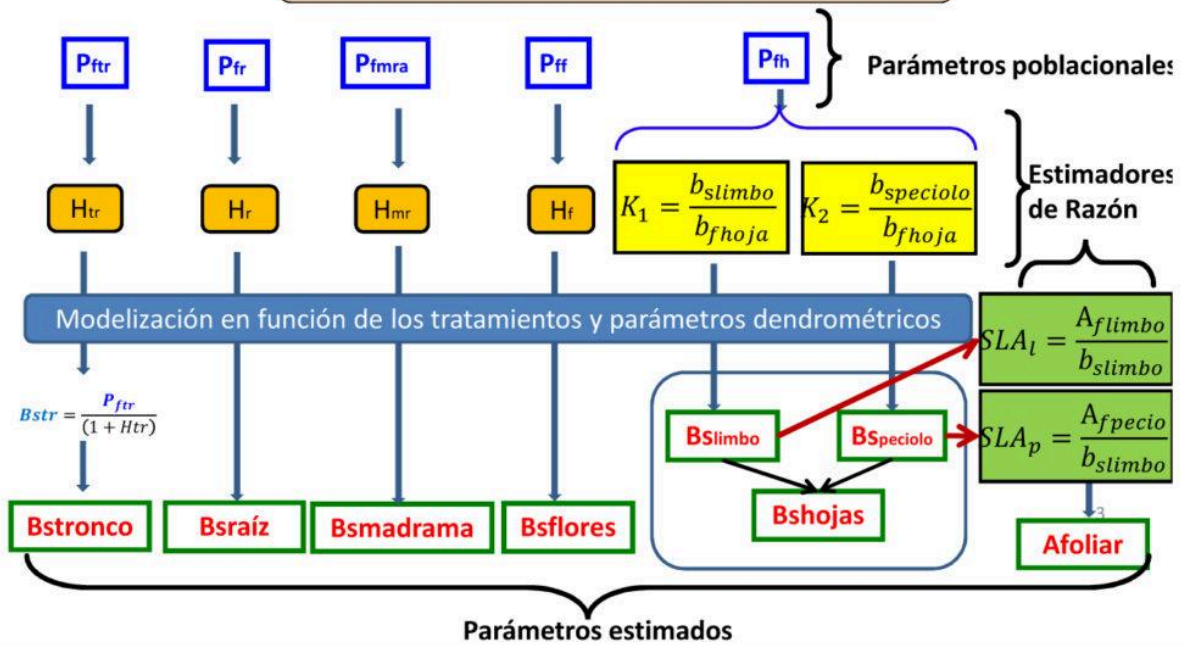 Pftr
Pfr
Pfmra
Pff
Pfh
Parámetros poblacionales
Htr
Hr
Hmr
Hf
K1 = bslimbo / bfhoja
K2 = bspeciolo / bfhoja
Estimadores
de Razón
Modelización en función de los tratamientos y parámetros dendrométricos
SLAl = Aflimbo / bslimbo
Bstr = Pftr / (1 + Htr)
Bslimbo
Bspeciolo
SLAp = Afpecio / bslimbo
Bstronco
Bsraíz
Bsmadrama
Bsflores
Bshojas
3
Afoliar
Parámetros estimados